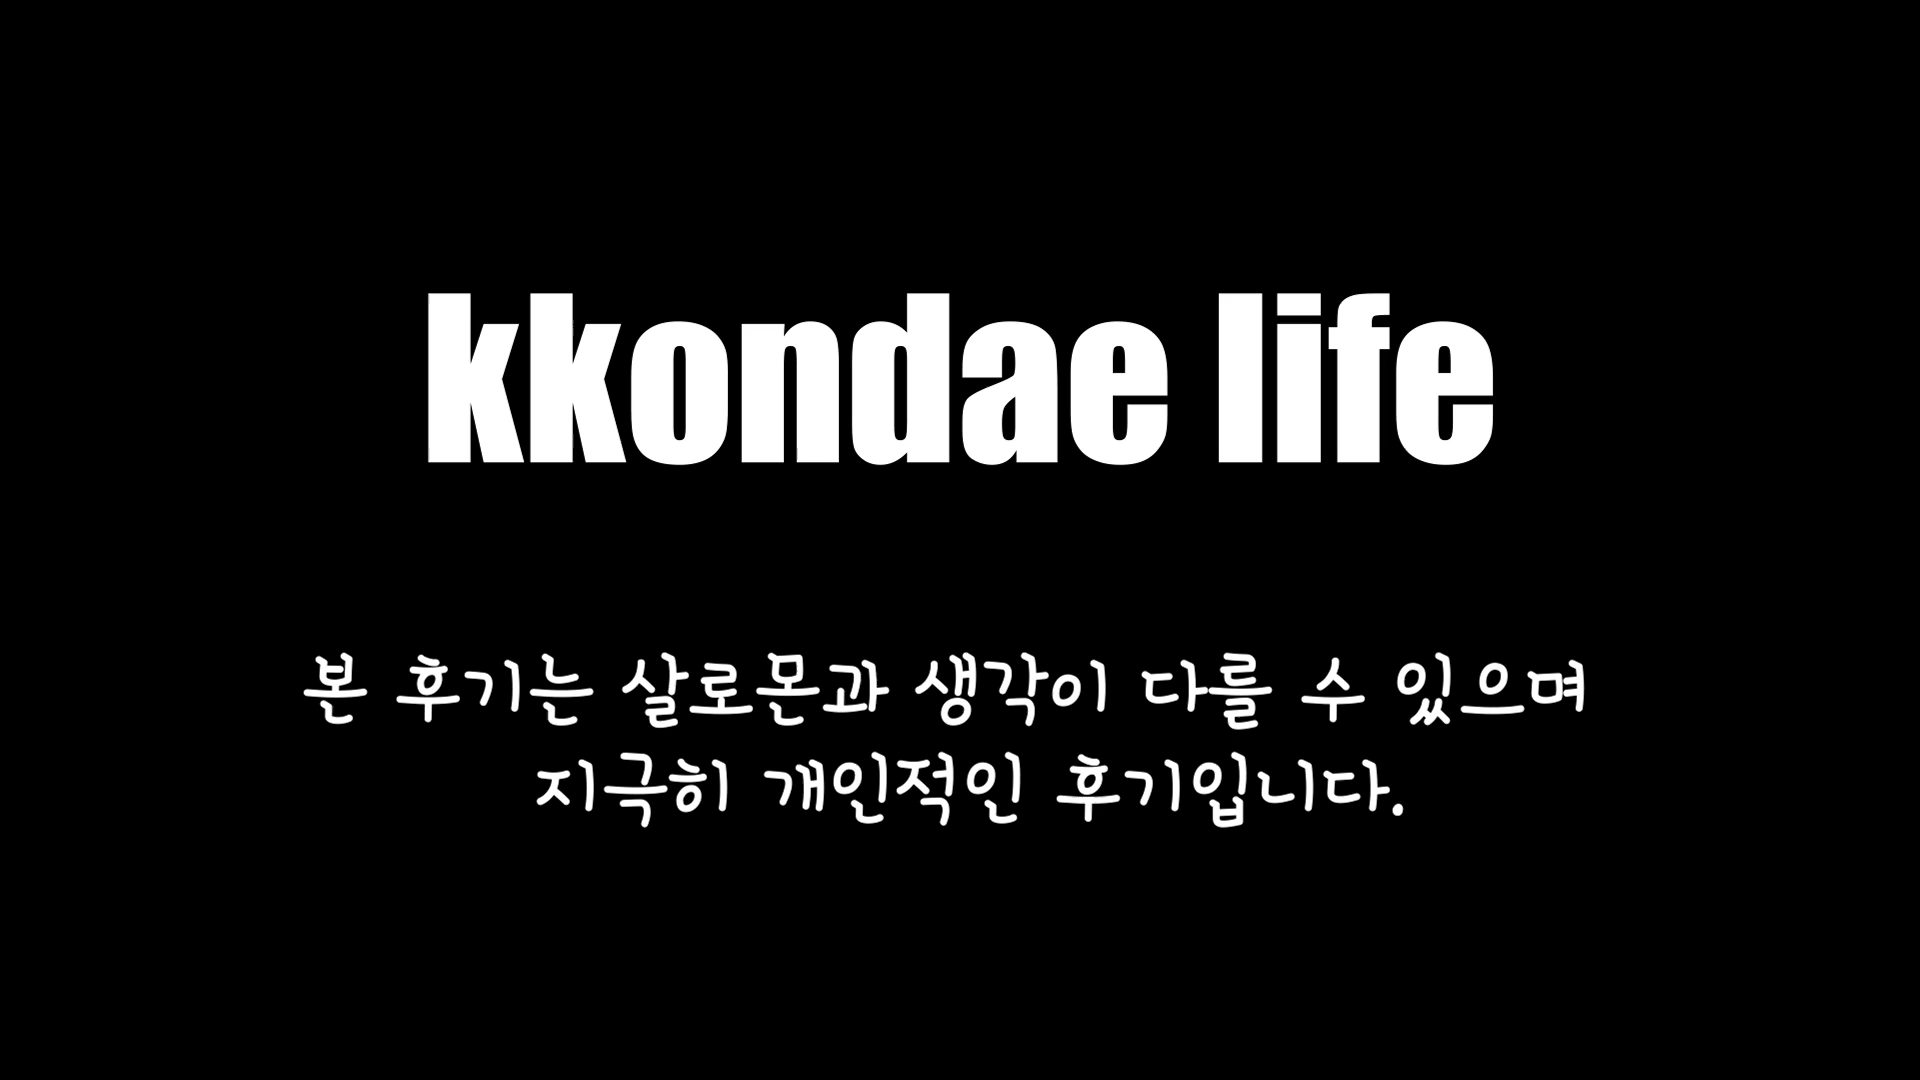 kkondae life
본 후기는 살로몬과 생각이 다를 수 있으며
지극히 개인적인 후기입니다.